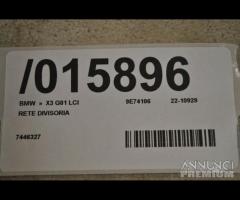 /015896
BMW » X3 G01 LCI 9E74106 22-10929
RETE DIVISORIA
7446327
ANNUNCI
PREMIUM